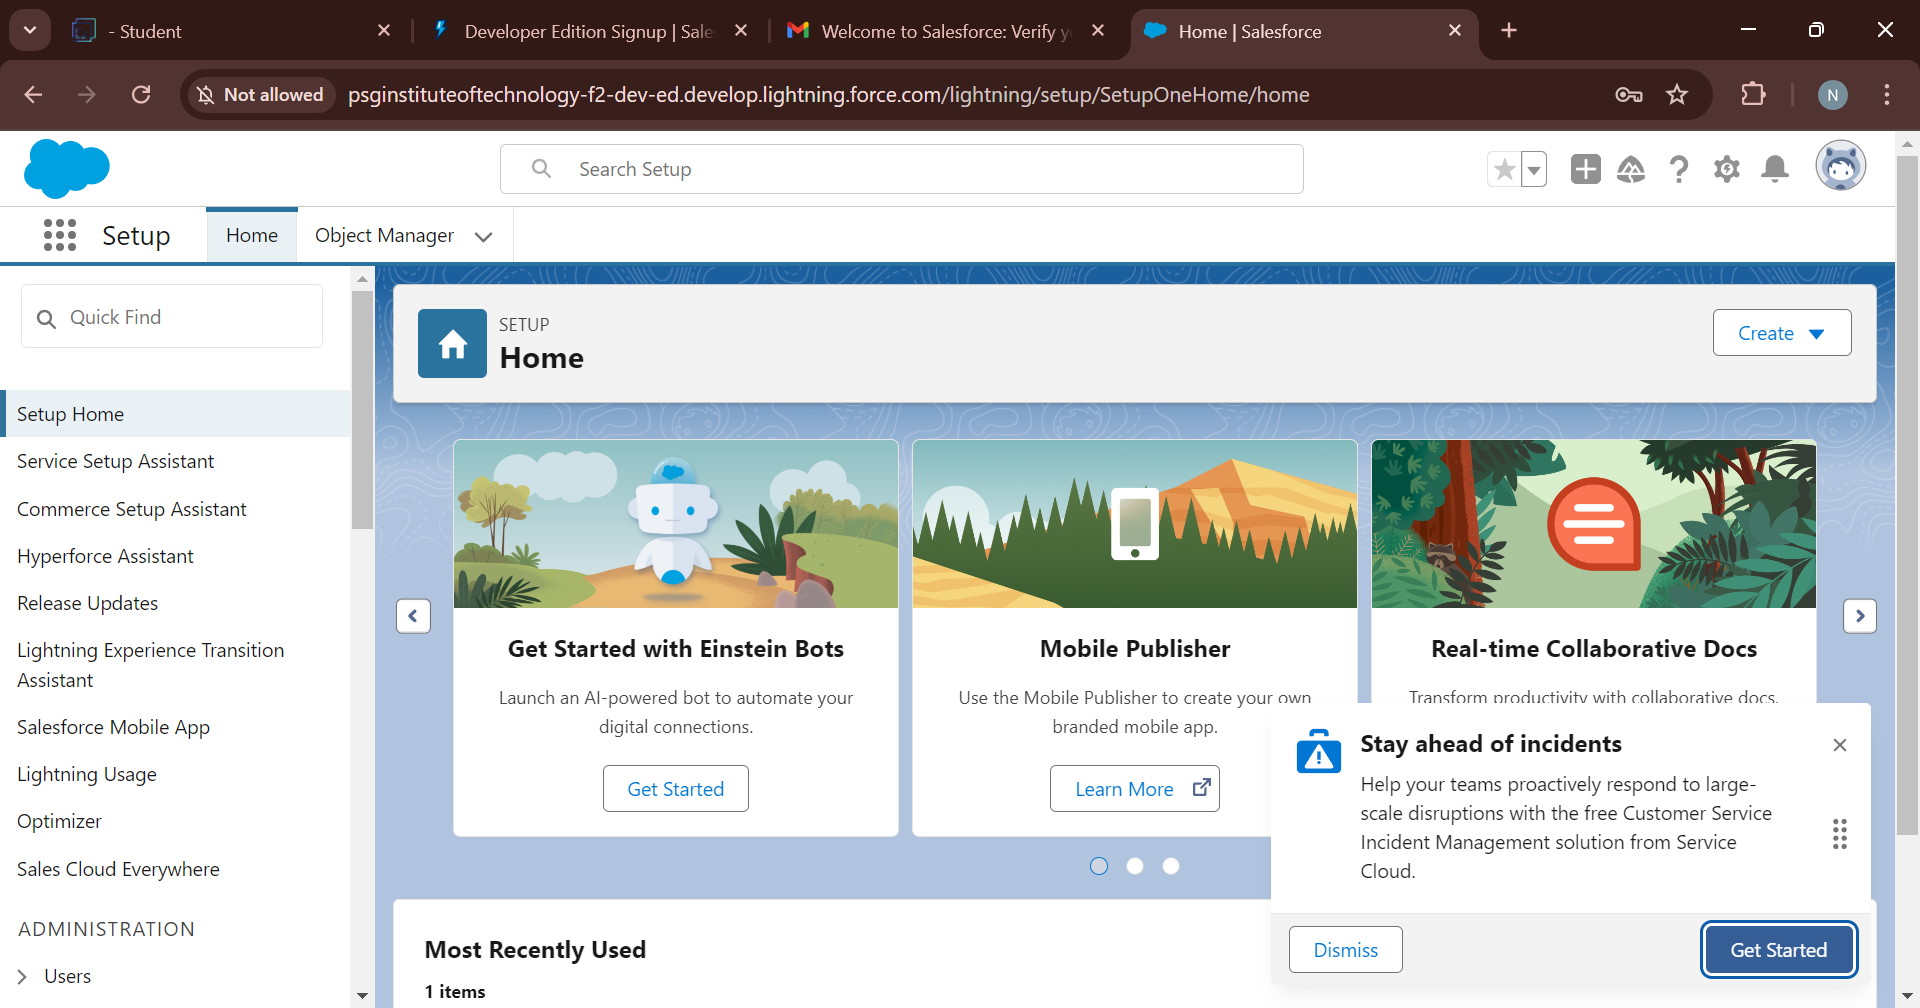 - Student
Developer Edition Signup | Sale
Welcome to Salesforce: Verify y
Home | Salesforce
Not allowed
psginstituteoftechnology-f2-dev-ed.develop.lightning.force.com/lightning/setup/SetupOneHome/home
N
Search Setup
Setup
Home
Object Manager
Quick Find
Setup Home
Service Setup Assistant
Commerce Setup Assistant
Hyperforce Assistant
Release Updates
Lightning Experience Transition
Assistant
Salesforce Mobile App
Lightning Usage
Optimizer
Sales Cloud Everywhere
ADMINISTRATION
Users
SETUP
Home
Create
Get Started with Einstein Bots
Launch an AI-powered bot to automate your
digital connections.
Get Started
Mobile Publisher
Use the Mobile Publisher to create your own
branded mobile app.
Learn More
Real-time Collaborative Docs
Transform productivity with collaborative docs,
Stay ahead of incidents
Help your teams proactively respond to large-
scale disruptions with the free Customer Service
Incident Management solution from Service
Cloud.
Dismiss
Get Started
Most Recently Used
1 items